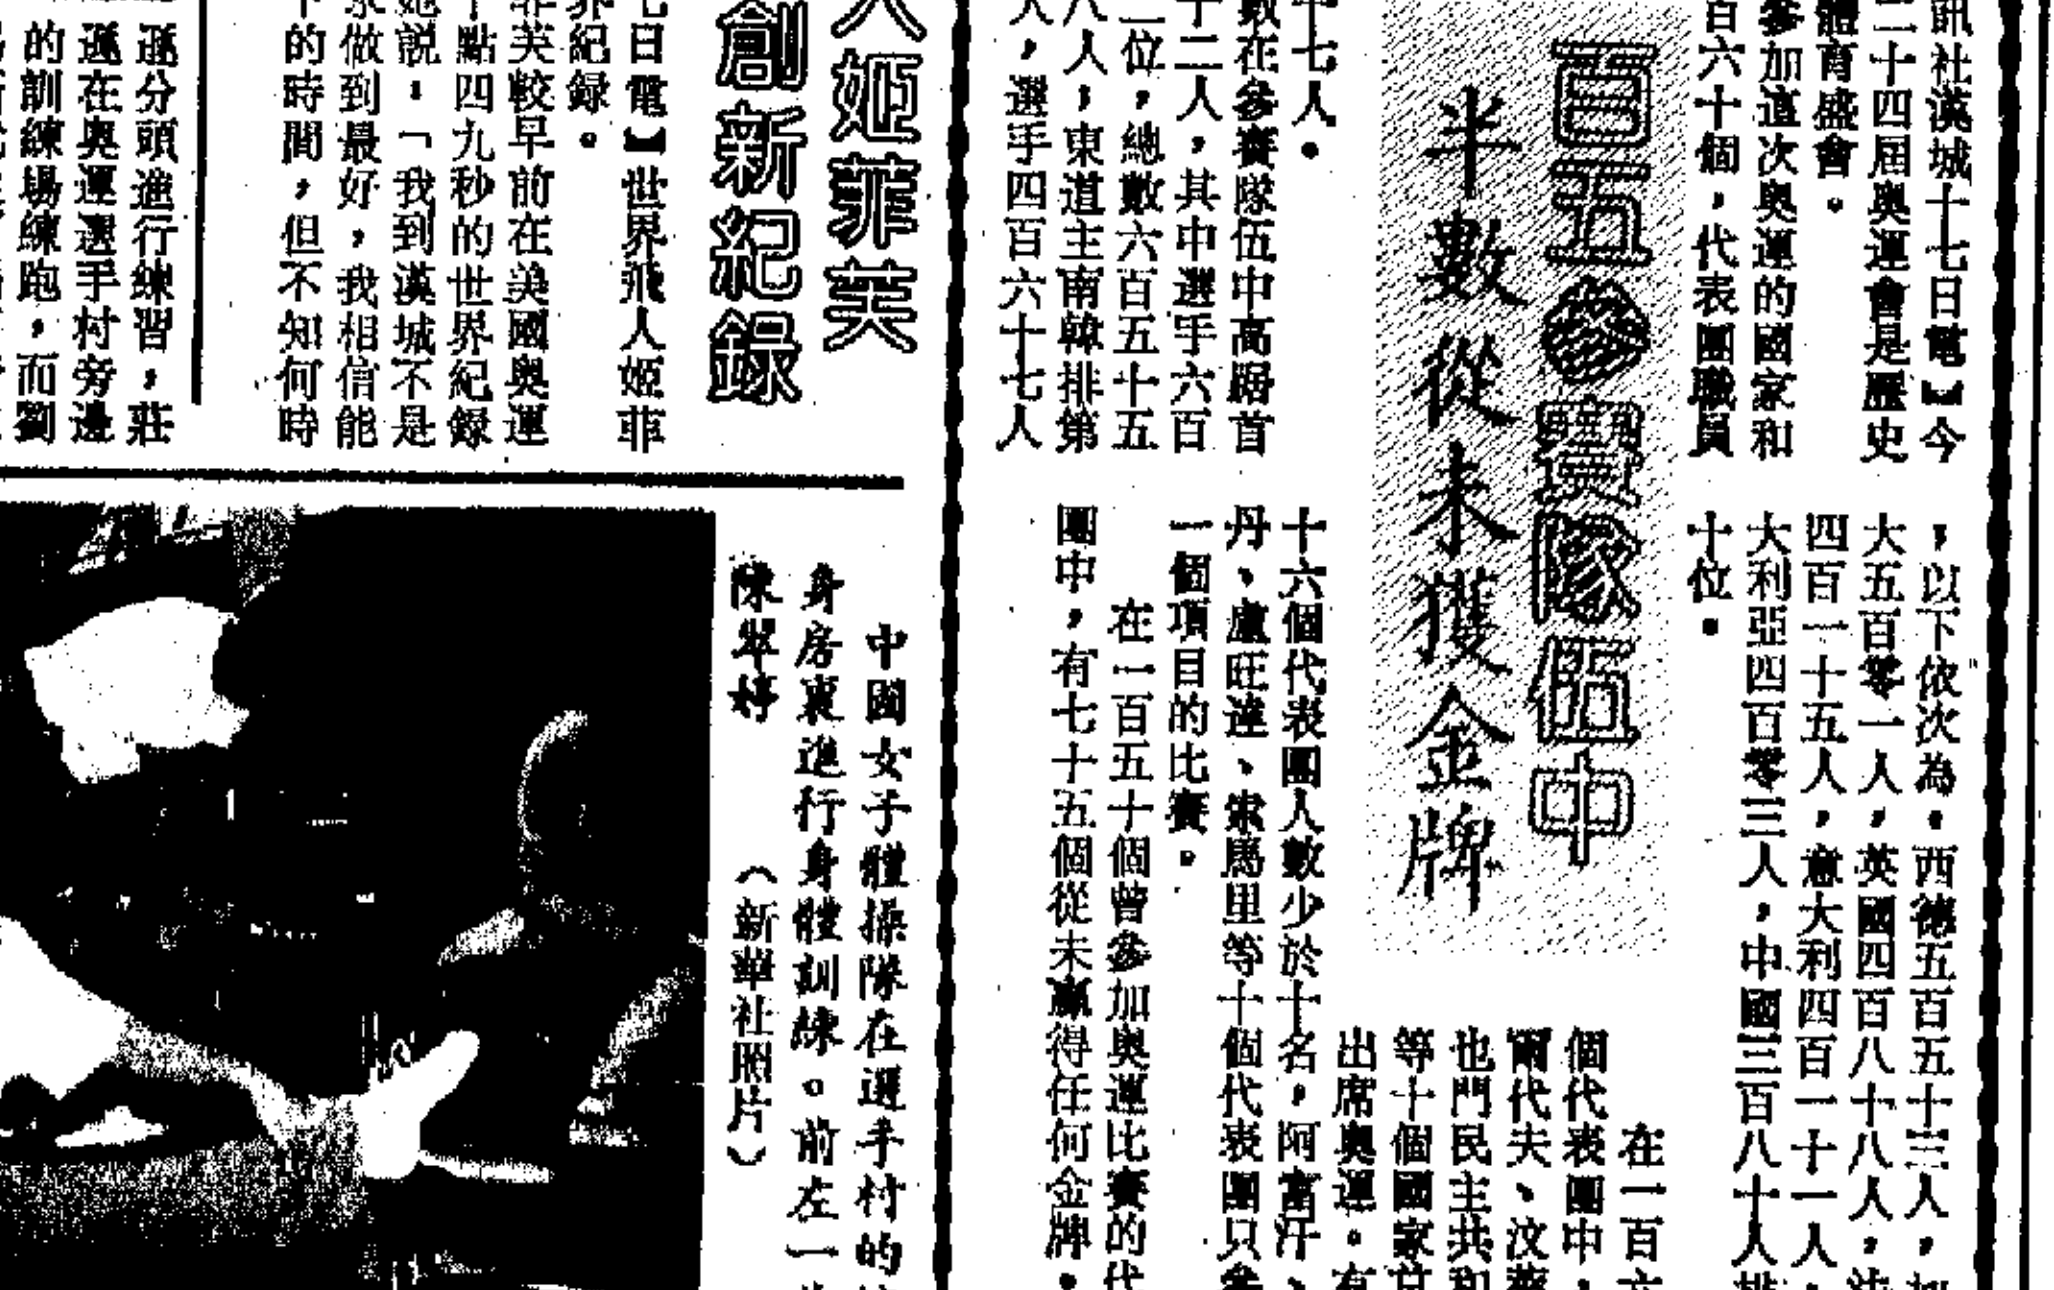 訊社漢城十七日電】今
二十四屆奧運會是歷史
體育盛會。
參加這次奧運的國家和
百六十個，代表團職員
百五參賽隊伍中
半數從未獲金牌
十七人。
數在參賽隊伍中高踞首
十二人，其中選手六百
二位，總數六百五十五
八人；東道主南韓排第
人，選手四百六十七人
，以下依次為：西德五百五十三人，加
大五百零一人，英國四百八十八人，法
四百一十五人，意大利四百一十一人，
大利亞四百零三人，中國三百八十人排
十位。
在一百六
個代表團中，
爾代夫、汶萊
也門民主共和
等十個國家首
出席奧運。有
十六個代表團人數少於十名，阿富汗、
丹、盧旺達、索馬里等十個代表團只參
一個項目的比賽。
在一百五十個曾參加奧運比賽的代
團中，有七十五個從未贏得任何金牌。
人姬菲芙
創新紀錄
七日電】世界飛人姬菲
界紀錄。
菲芙較早前在美國奧運
十點四九秒的世界紀錄
她說：「我到漢城不是
求做到最好，我相信能
下的時間，但不知何時
遜分頭進行練習，莊
遜在奧運選手村旁邊
的訓練場練跑，而劉
中國女子體操隊在選手村的
身房裏進行身體訓練。前左一
陳翠婷　　（新華社照片）